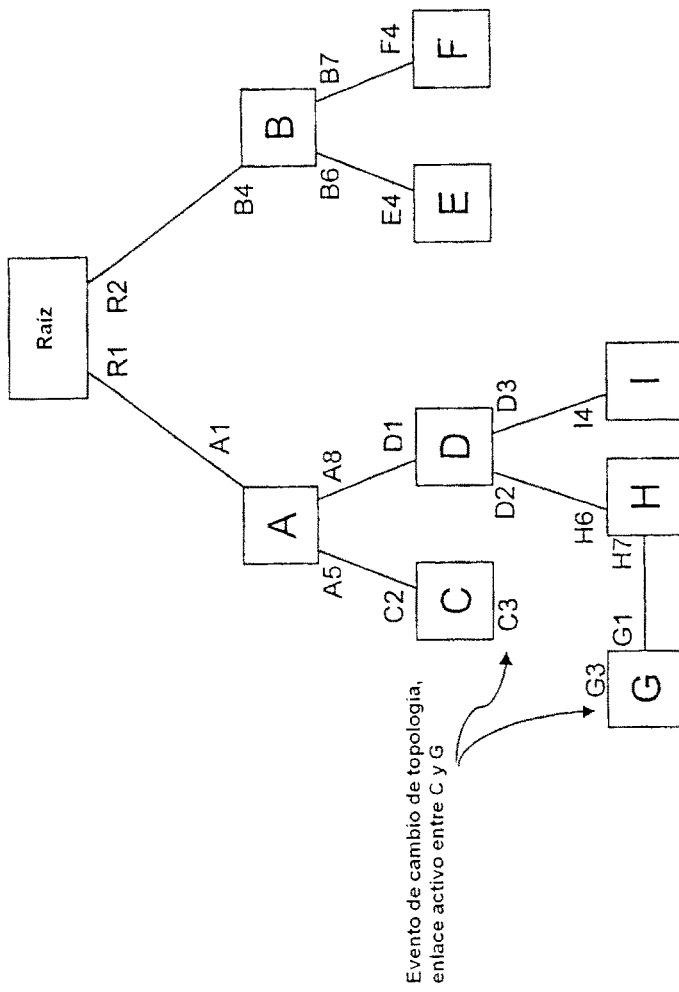 Raíz
R1
R2
A1
B4
A
B
A5
A8
B6
B7
C2
D1
E4
F4
C
D
E
F
C3
D2
D3
H6
I4
G3
G1
H7
G
H
I
Evento de cambio de topologia,
enlace activo entre C y G